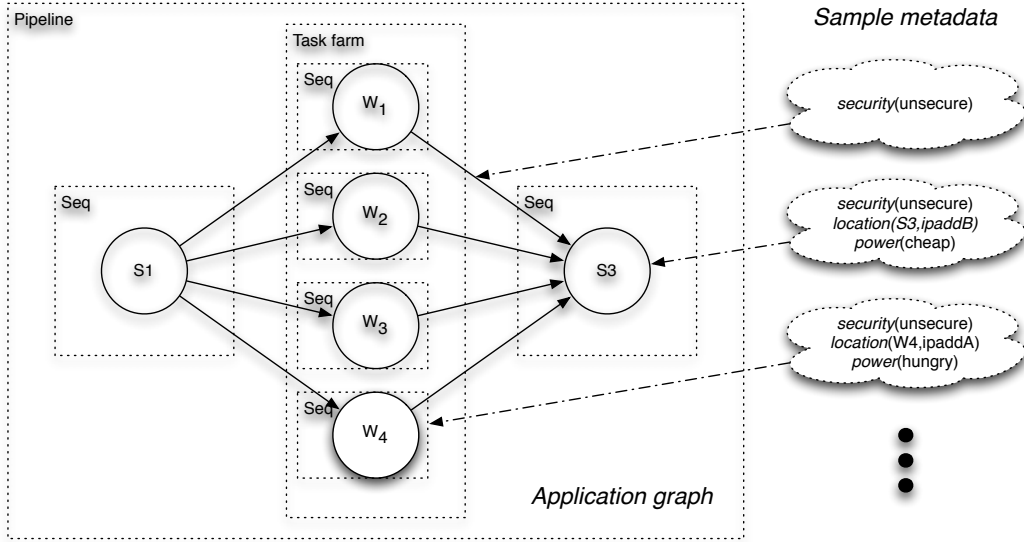 Pipeline
Sample metadata
Task farm
Seq
W1
security(unsecure)
Seq
W2
Seq
S1
Seq
S3
security(unsecure)
location(S3,ipaddB)
power(cheap)
Seq
W3
security(unsecure)
location(W4,ipaddA)
power(hungry)
Seq
W4
Application graph